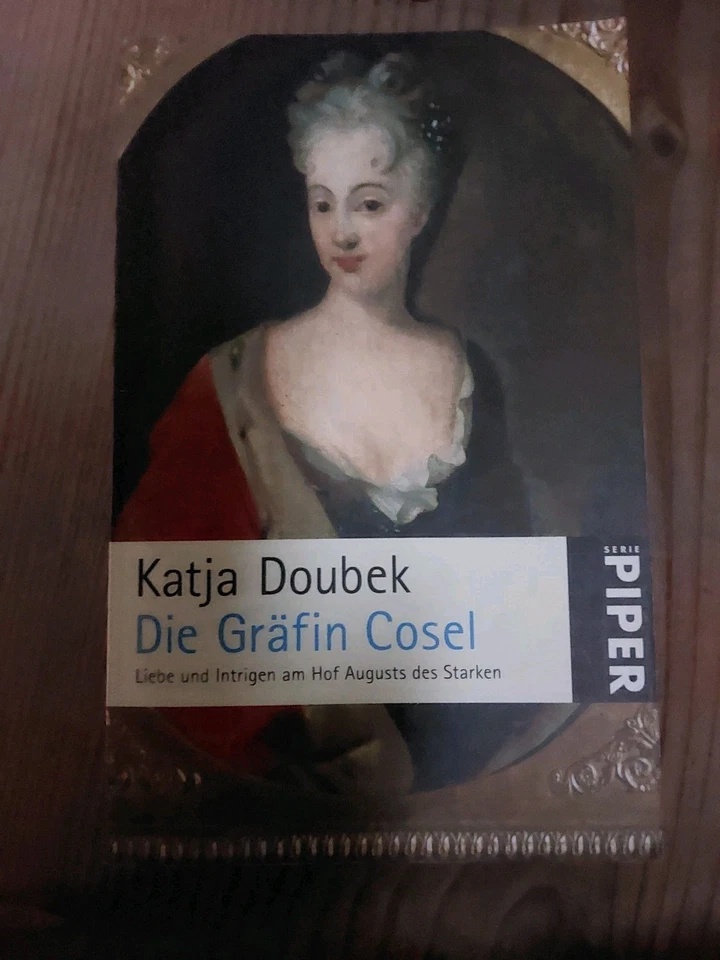 Katja Doubek
Die Gräfin Cosel
Liebe und Intrigen am Hof Augusts des Starken
SERIE
PIPER